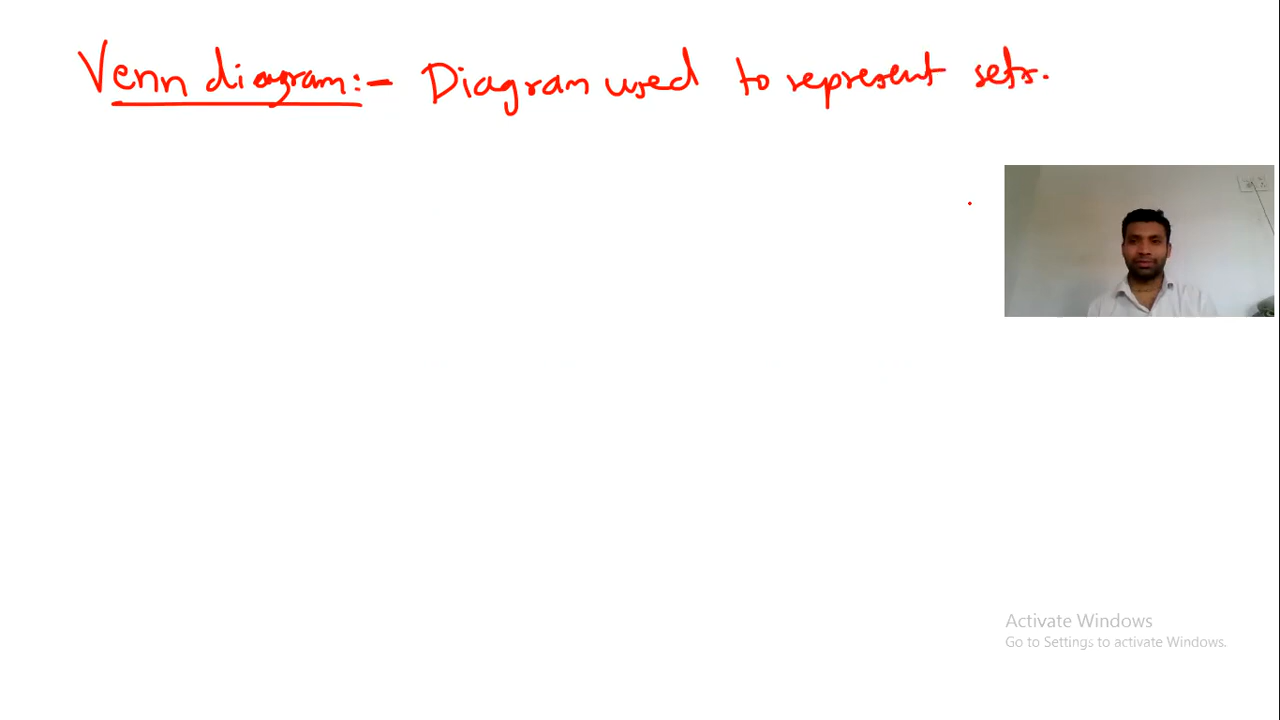 Venn diagram:- Diagram used to represent sets.
Activate Windows
Go to Settings to activate Windows.